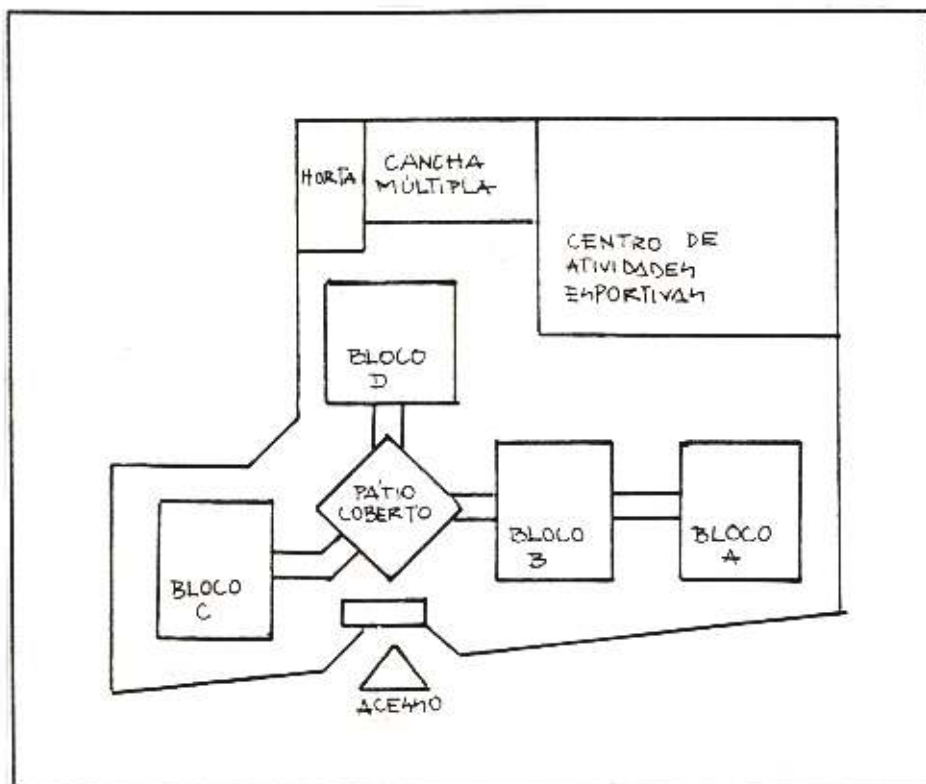 HORTA
CANCHA
MÚLTIPLA
CENTRO DE
ATIVIDADES
ESPORTIVAS
BLOCO
D
PÁTIO
COBERTO
BLOCO
B
BLOCO
A
BLOCO
C
ACESSO